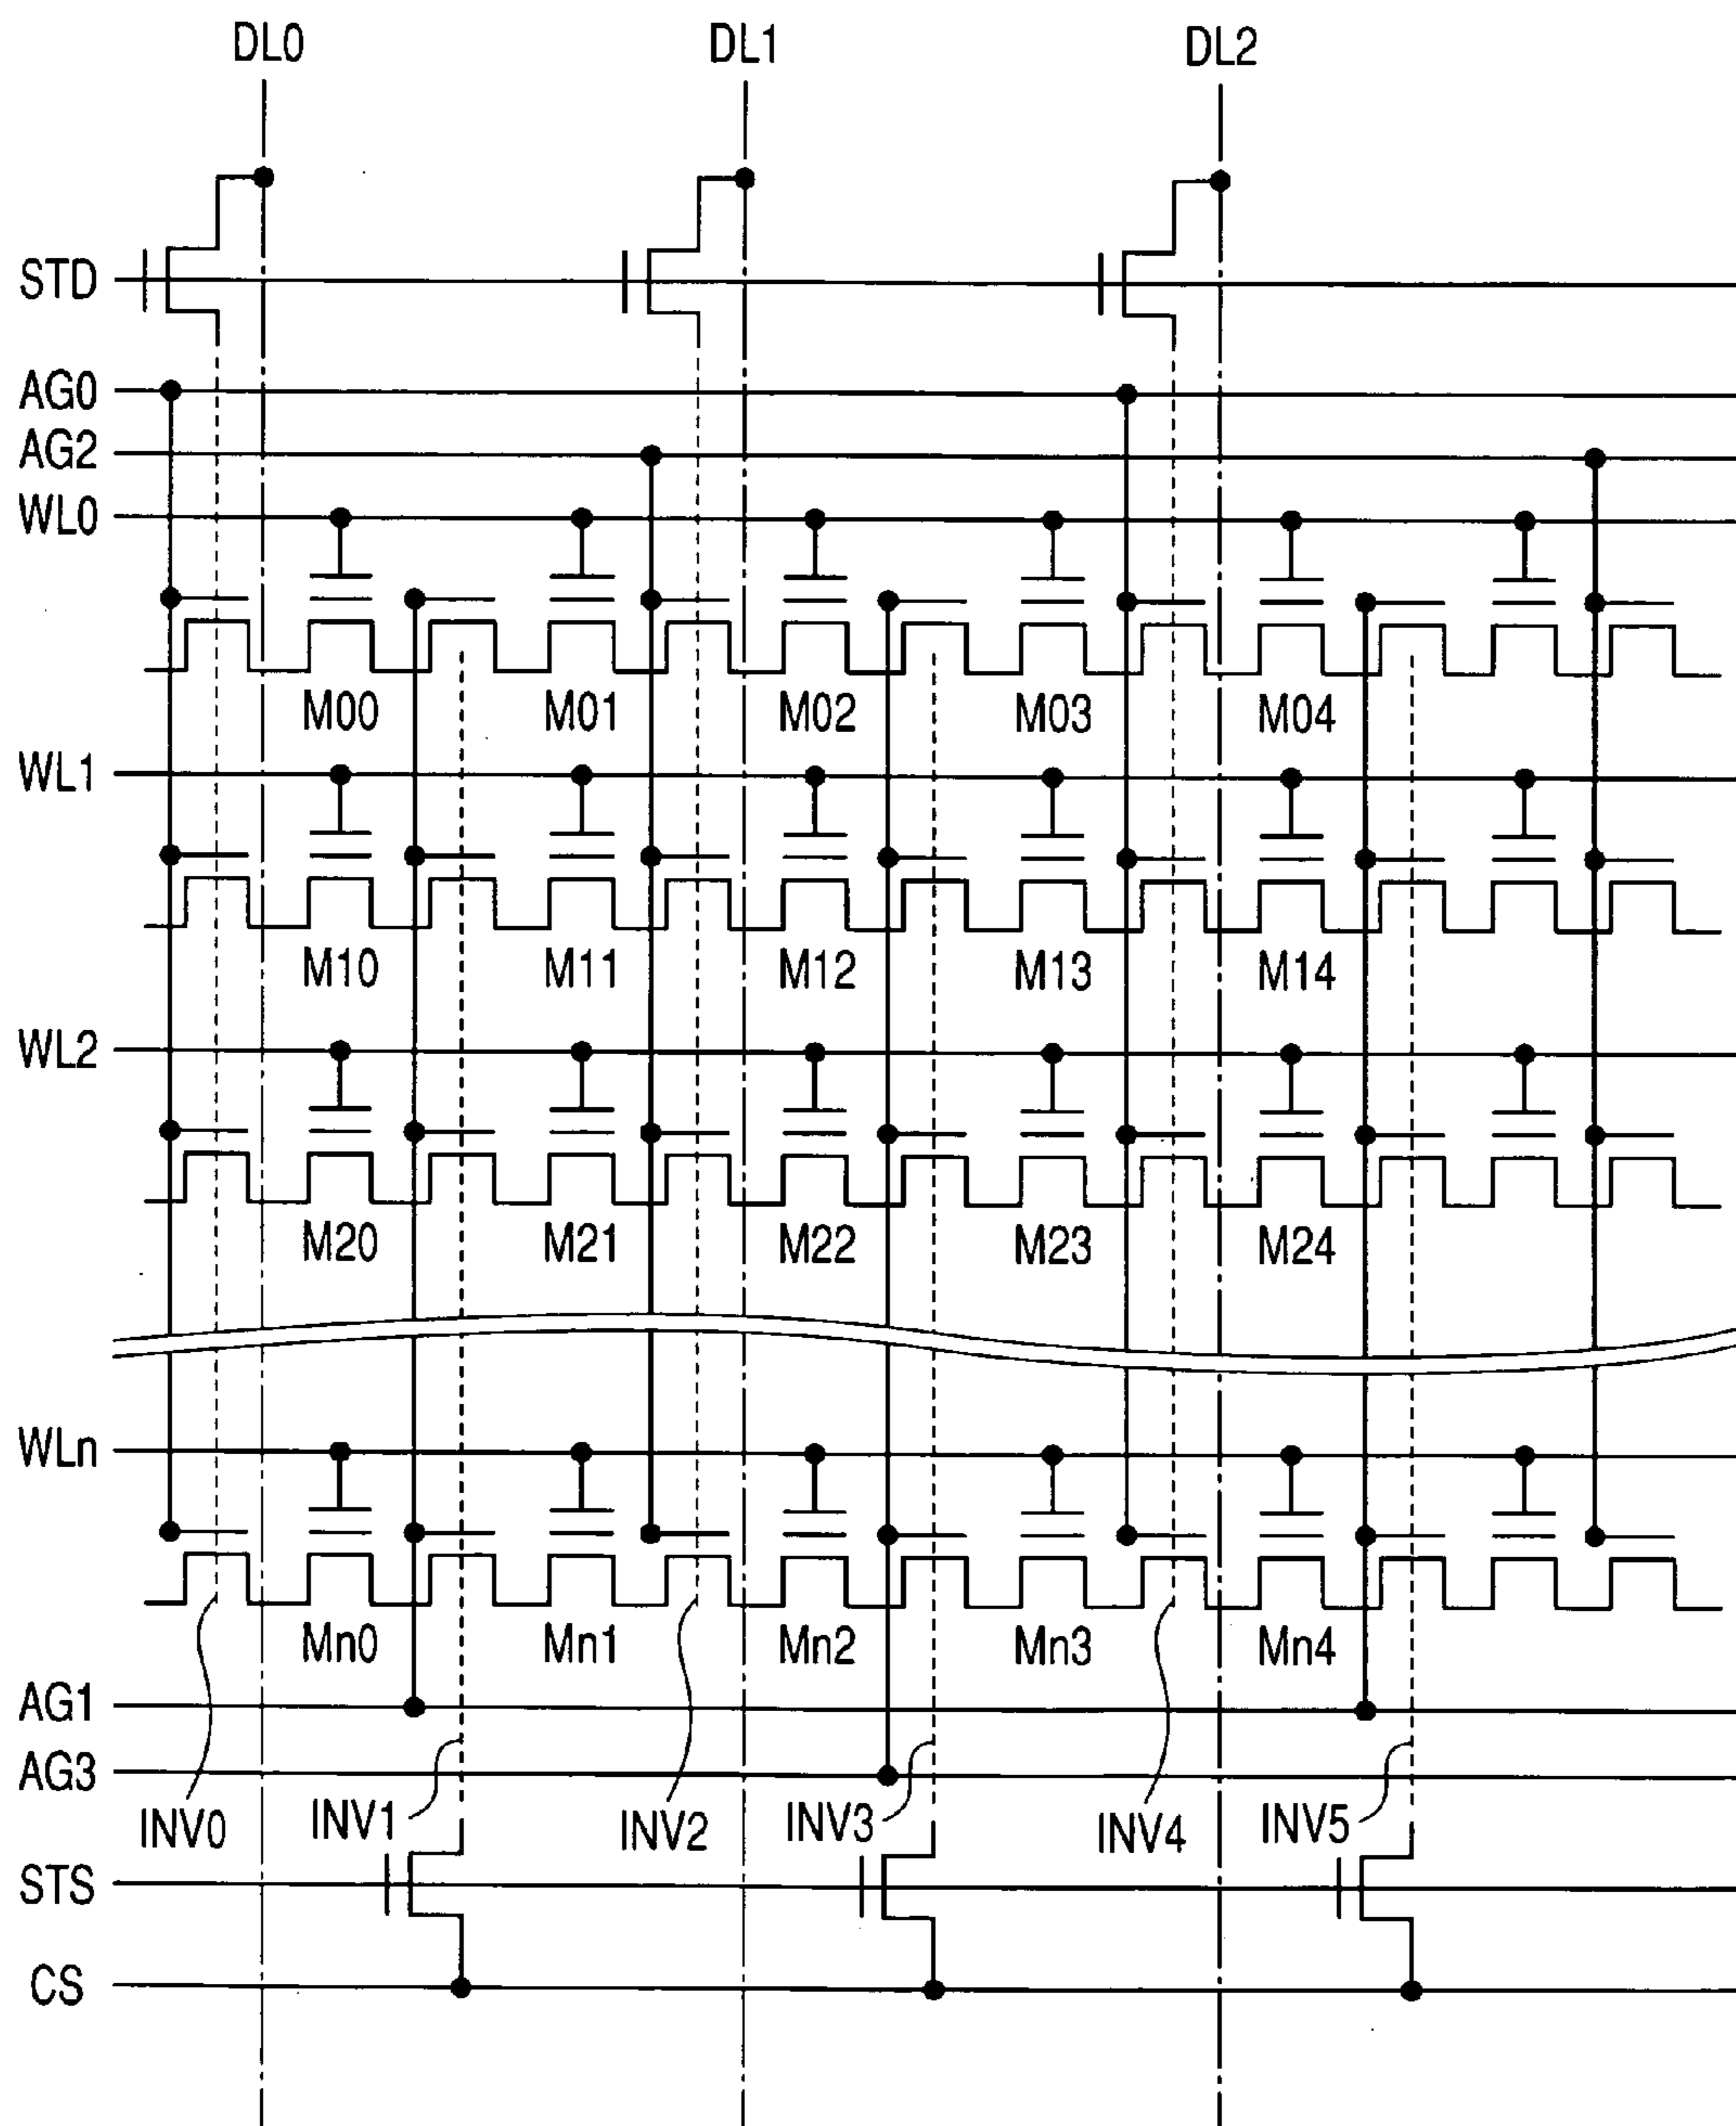 DL0 DL1 DL2
STD
AG0
AG2
WL0
M00 M01 M02 M03 M04
WL1
M10 M11 M12 M13 M14
WL2
M20 M21 M22 M23 M24
WLn
Mn0 Mn1 Mn2 Mn3 Mn4
AG1
AG3
INV0 INV1 INV2 INV3 INV4 INV5
STS
CS